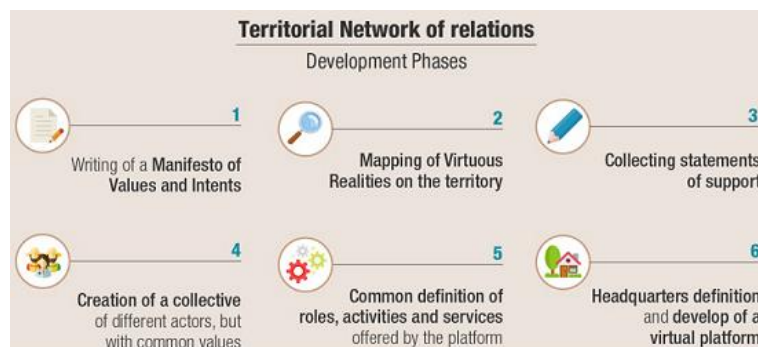 Territorial Network of relations
Development Phases
1
Writing of a Manifesto of
Values and Intents
2
Mapping of Virtuous
Realities on the territory
3
Collecting statements
of support
4
Creation of a collective
of different actors, but
with common values
5
Common definition of
roles, activities and services
offered by the platform
6
Headquarters definition
and develop of a
virtual platform